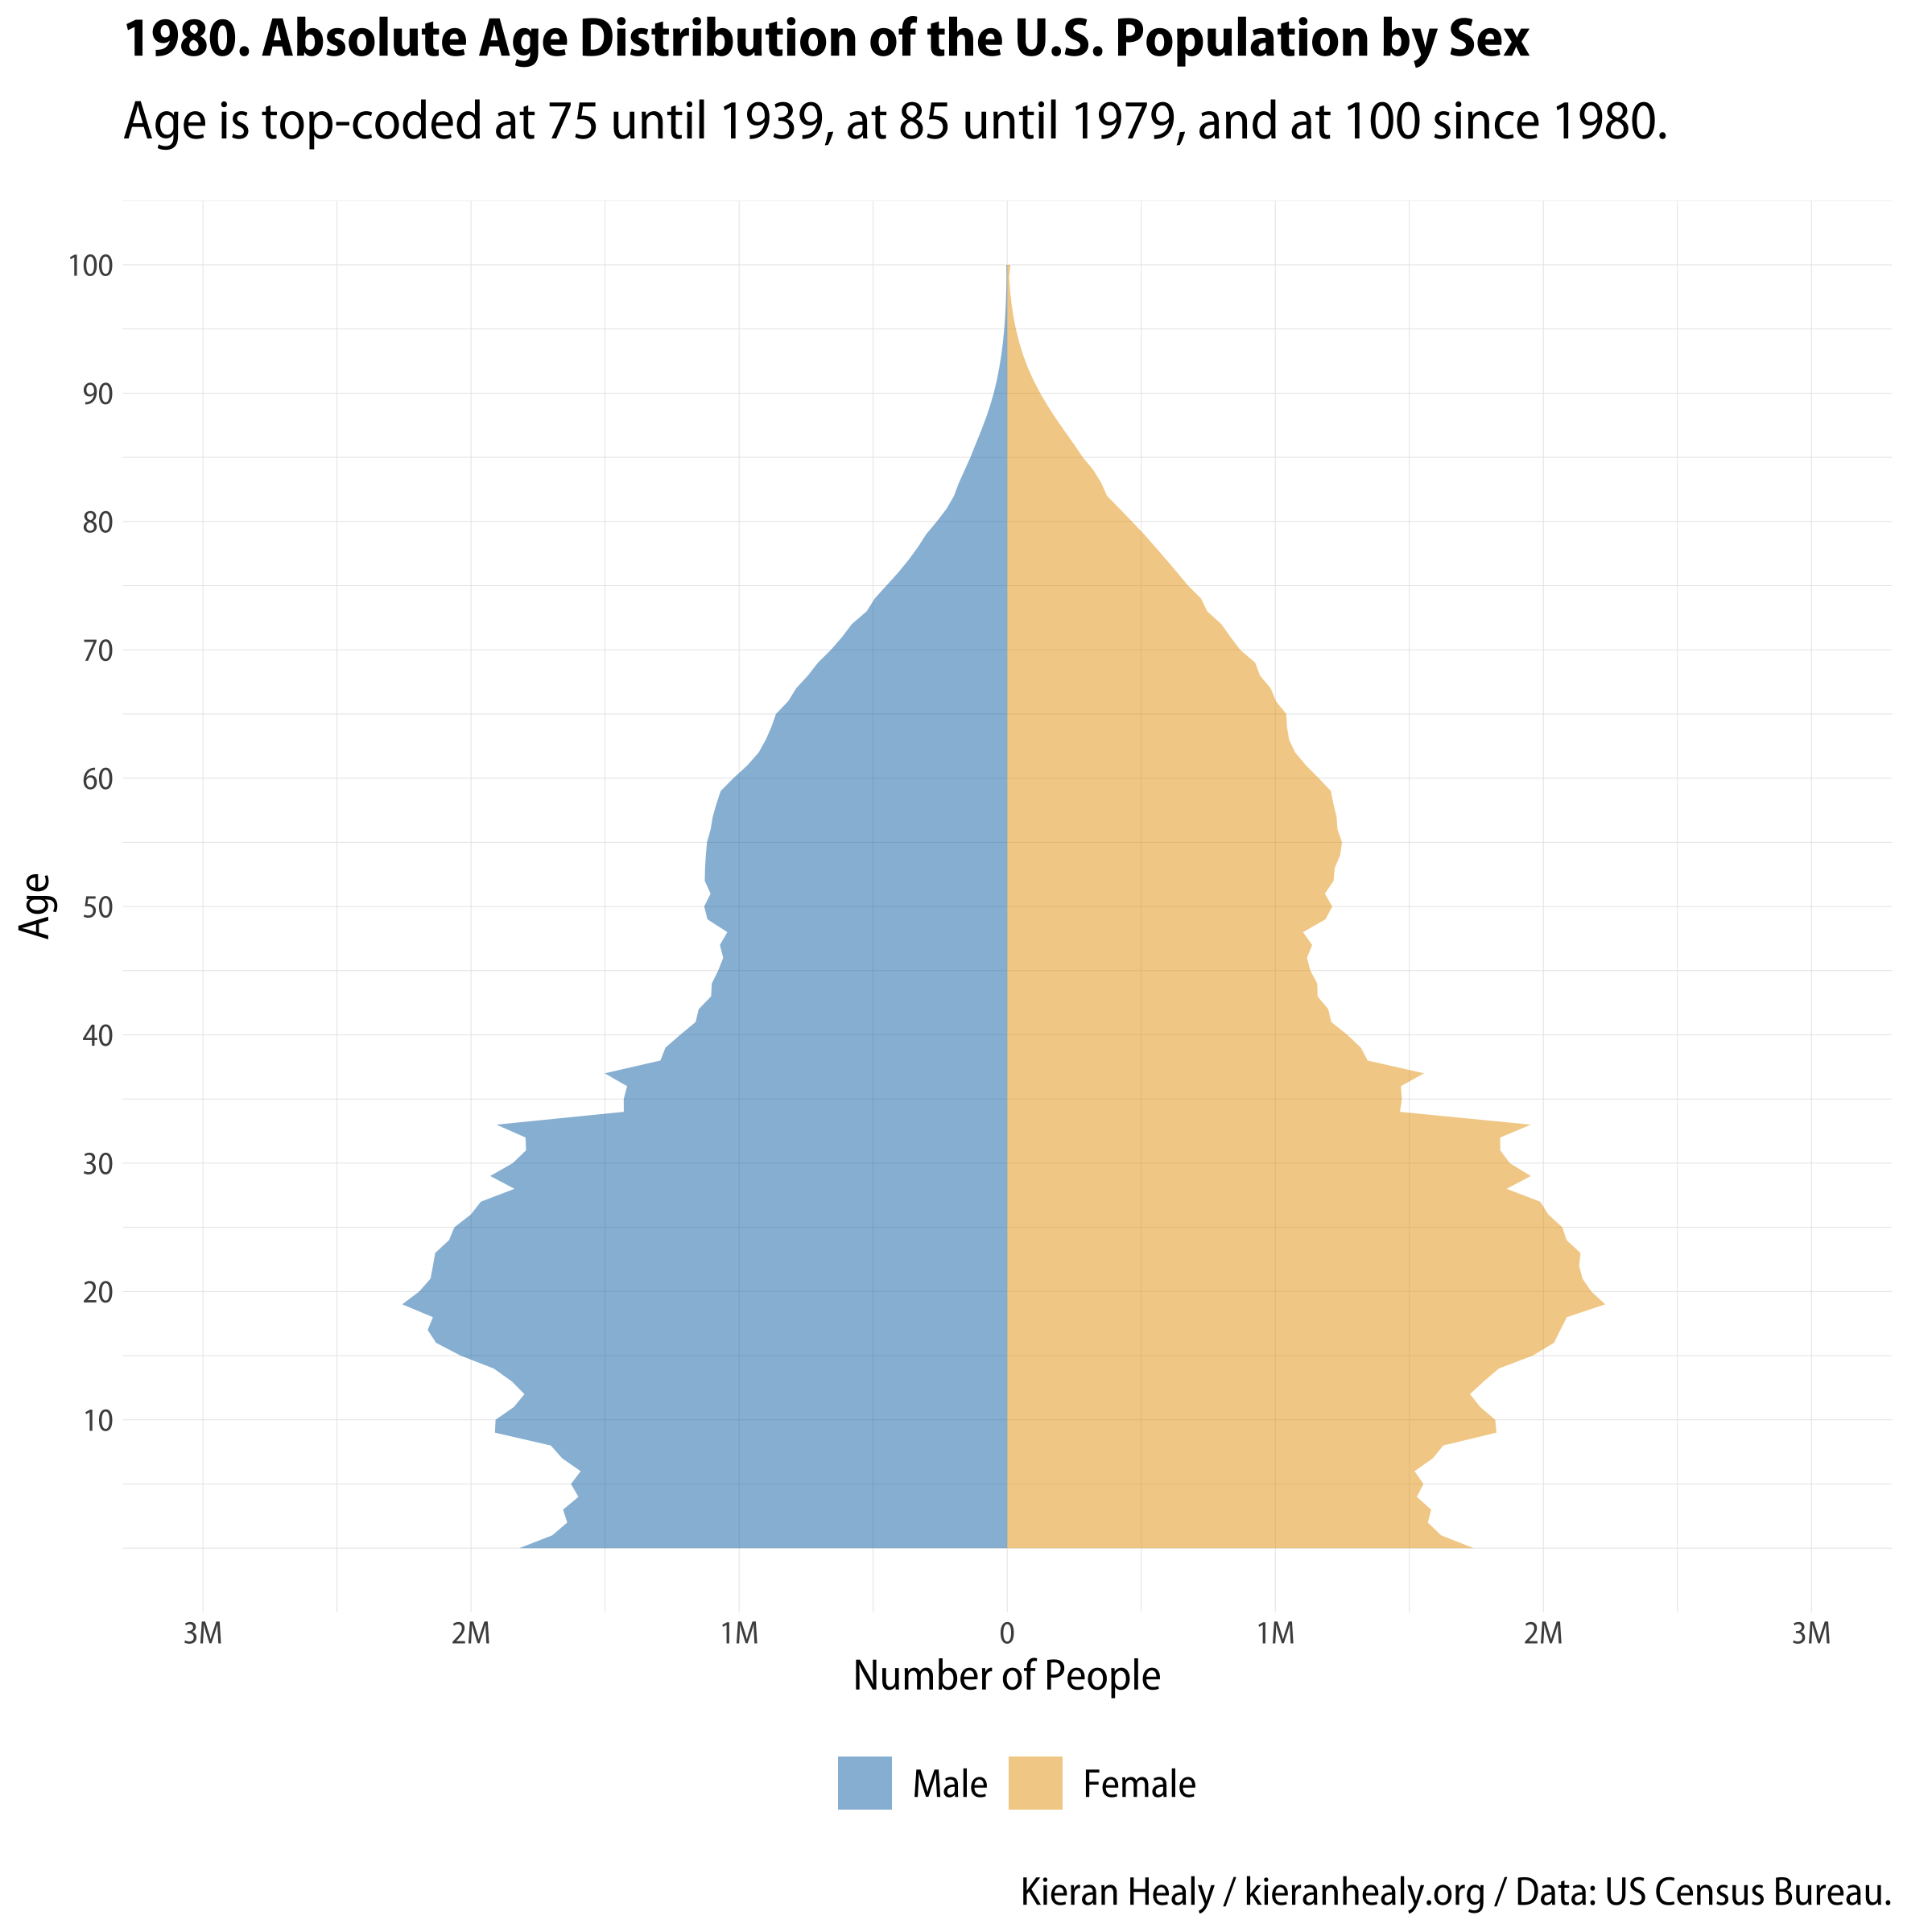 1980. Absolute Age Distribution of the U.S. Population by Sex
Age is top-coded at 75 until 1939, at 85 until 1979, and at 100 since 1980.
100
90
80
70
60
50
40
30
20
10
Age
3M 2M 1M 0 1M 2M 3M
Number of People
Male Female
Kieran Healy / kieranhealy.org / Data: US Census Bureau.